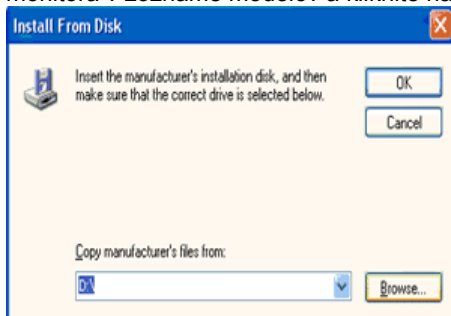 Install From Disk
Insert the manufacturer's installation disk, and then
make sure that the correct drive is selected below.
OK
Cancel
Copy manufacturer's files from:
D:\
Browse...